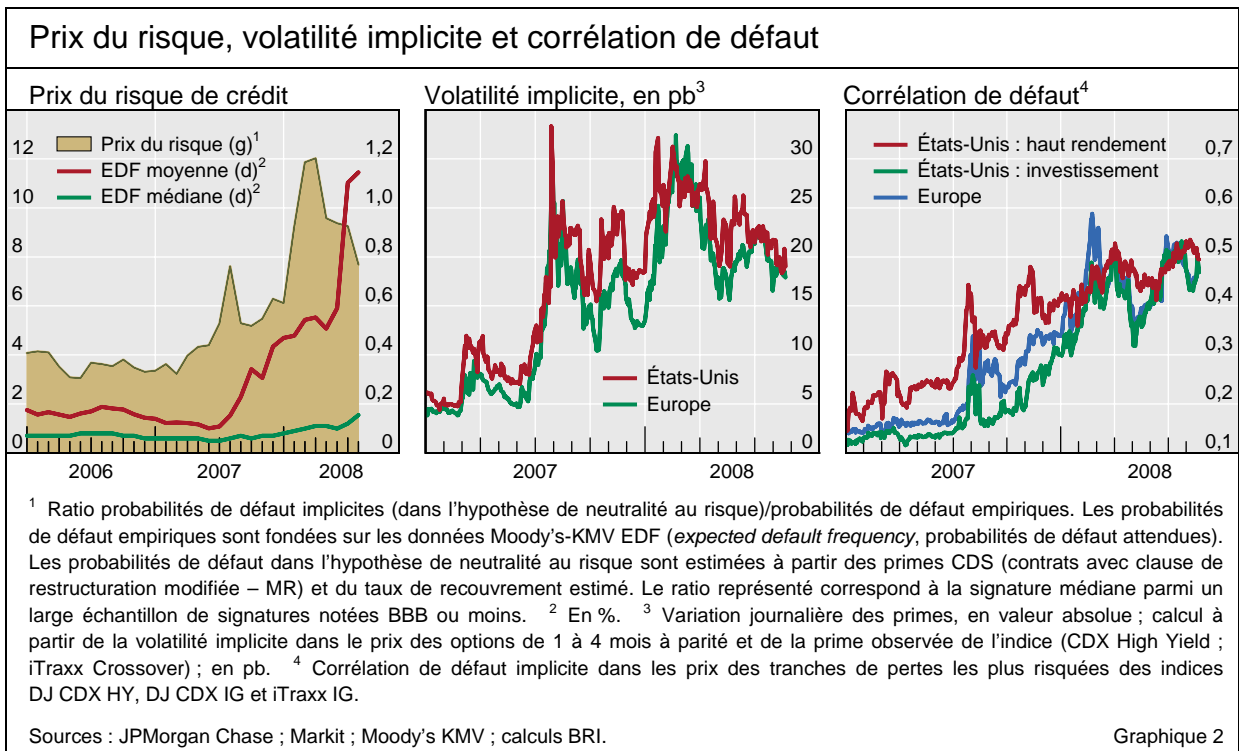 Prix du risque, volatilité implicite et corrélation de défaut
Prix du risque de crédit
12
10
8
6
4
2
0
Prix du risque (g)1
EDF moyenne (d)2
EDF médiane (d)2
1,2
1,0
0,8
0,6
0,4
0,2
0
2006 2007 2008
Volatilité implicite, en pb3
30
25
20
15
10
5
0
États-Unis
Europe
2007 2008
Corrélation de défaut4
États-Unis : haut rendement
États-Unis : investissement
Europe
0,7
0,6
0,5
0,4
0,3
0,2
0,1
2007 2008
1 Ratio probabilités de défaut implicites (dans l’hypothèse de neutralité au risque)/probabilités de défaut empiriques. Les probabilités
de défaut empiriques sont fondées sur les données Moody’s-KMV EDF (expected default frequency, probabilités de défaut attendues).
Les probabilités de défaut dans l’hypothèse de neutralité au risque sont estimées à partir des primes CDS (contrats avec clause de
restructuration modifiée – MR) et du taux de recouvrement estimé. Le ratio représenté correspond à la signature médiane parmi un
large échantillon de signatures notées BBB ou moins. 2 En %. 3 Variation journalière des primes, en valeur absolue ; calcul à
partir de la volatilité implicite dans le prix des options de 1 à 4 mois à parité et de la prime observée de l’indice (CDX High Yield ;
iTraxx Crossover) ; en pb. 4 Corrélation de défaut implicite dans les prix des tranches de pertes les plus risquées des indices
DJ CDX HY, DJ CDX IG et iTraxx IG.
Sources : JPMorgan Chase ; Markit ; Moody’s KMV ; calculs BRI.
Graphique 2